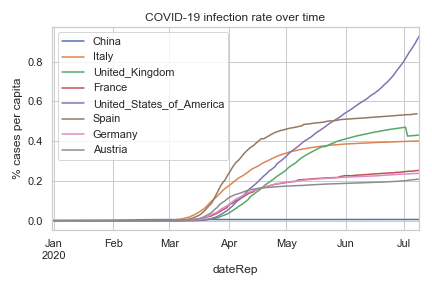 COVID-19 infection rate over time
China
Italy
United_Kingdom
France
United_States_of_America
Spain
Germany
Austria
% cases per capita
0.8
0.6
0.4
0.2
0.0
Jan Feb Mar Apr May Jun Jul
2020
dateRep